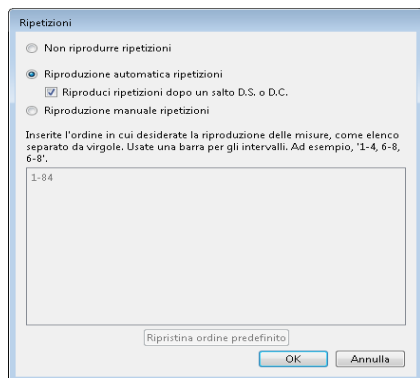 Ripetizioni
Non riprodurre ripetizioni
Riproduzione automatica ripetizioni
Riproduci ripetizioni dopo un salto D.S. o D.C.
Riproduzione manuale ripetizioni
Inserite l'ordine in cui desiderate la riproduzione delle misure, come elenco
separato da virgole. Usate una barra per gli intervalli. Ad esempio, '1-4, 6-8,
6-8'.
1-84
Ripristina ordine predefinito
OK
Annulla